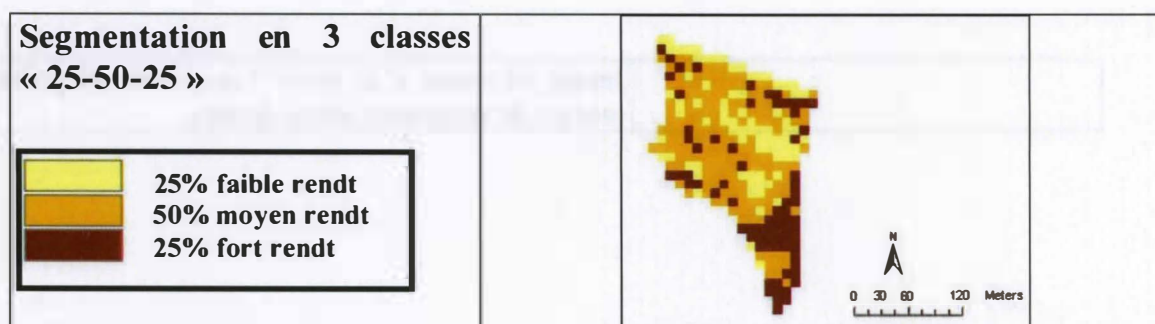 Segmentation en 3 classes
« 25-50-25 »
25% faible rendt
50% moyen rendt
25% fort rendt
N
0 30 60 120 Meters